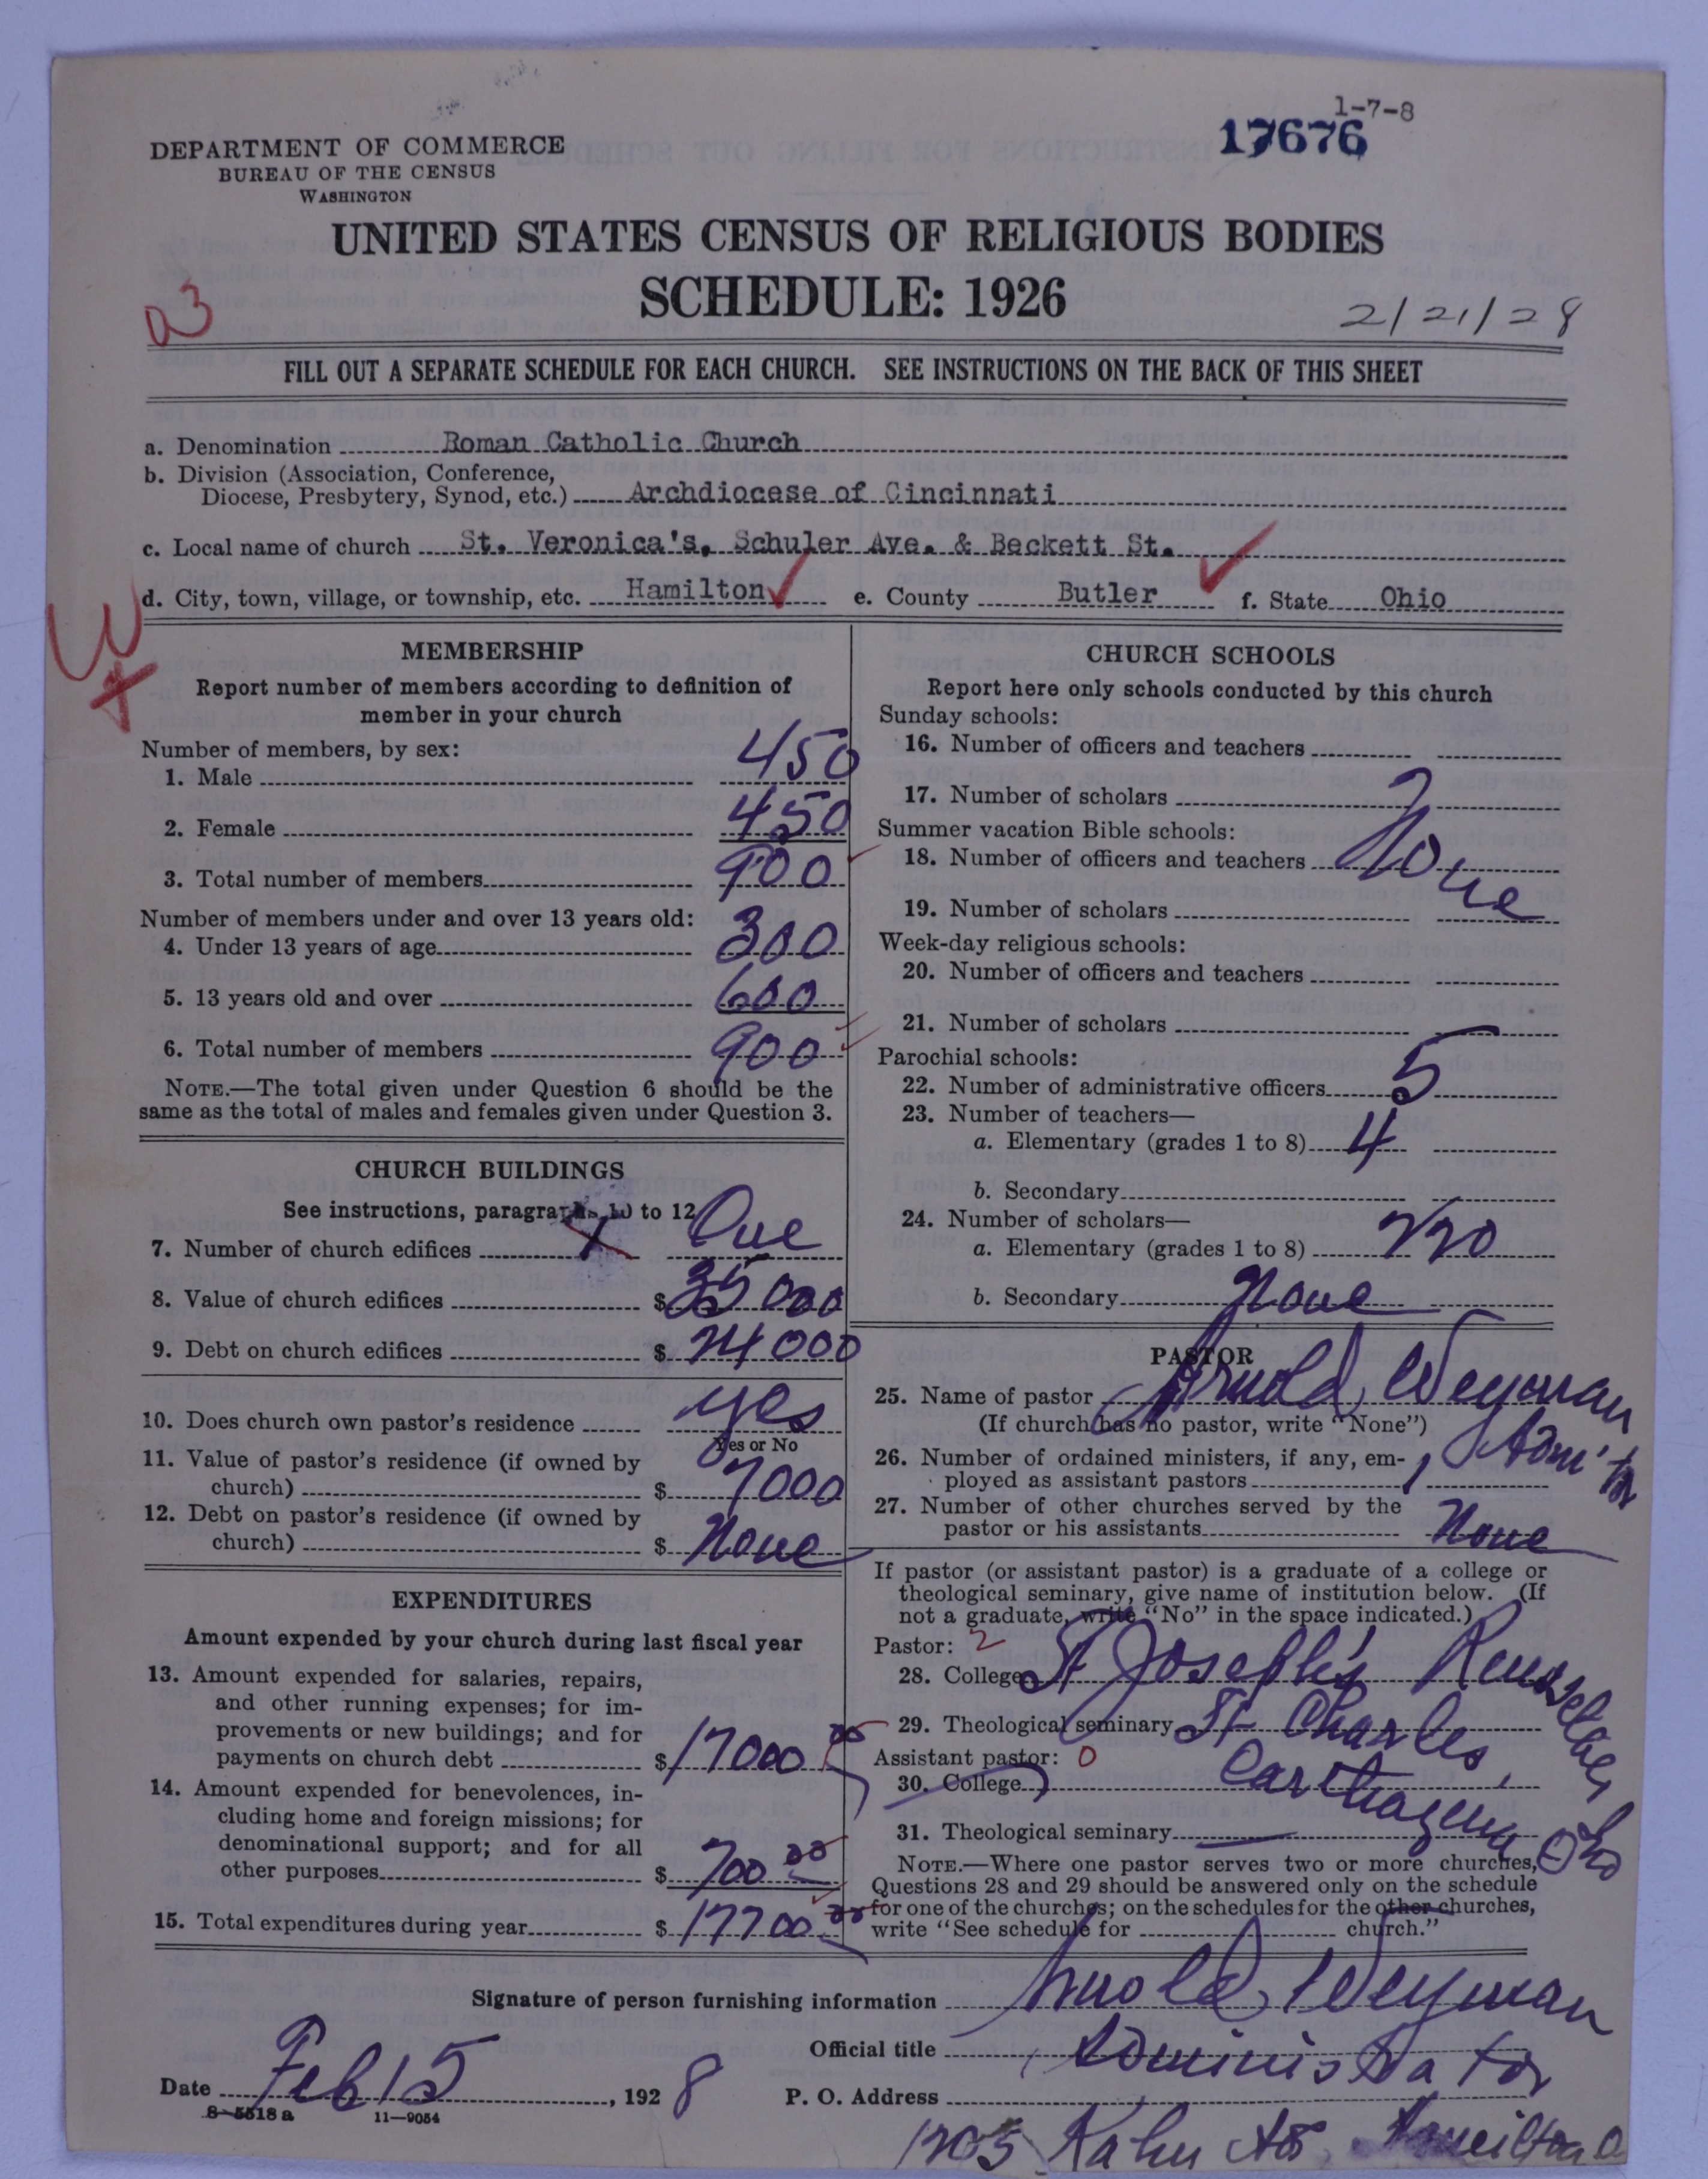 1-7-8
17676
DEPARTMENT OF COMMERCE
BUREAU OF THE CENSUS
WASHINGTON
UNITED STATES CENSUS OF RELIGIOUS BODIES
SCHEDULE: 1926
a3
2/21/28
FILL OUT A SEPARATE SCHEDULE FOR EACH CHURCH. SEE INSTRUCTIONS ON THE BACK OF THIS SHEET
a. Denomination Roman Catholic Church
b. Division (Association, Conference,
Diocese, Presbytery, Synod, etc.) Archdiocese of Cincinnati
c. Local name of church St. Veronica's, Schuler Ave. & Beckett St.
d. City, town, village, or township, etc. Hamilton e. County Butler f. State Ohio
MEMBERSHIP
Report number of members according to definition of
member in your church
Number of members, by sex:
1. Male 450
2. Female 450
3. Total number of members 900
Number of members under and over 13 years old:
4. Under 13 years of age 300
5. 13 years old and over 600
6. Total number of members 900
NOTE.—The total given under Question 6 should be the
same as the total of males and females given under Question 3.
CHURCH BUILDINGS
See instructions, paragraphs 10 to 12
7. Number of church edifices One
8. Value of church edifices $ 35000
9. Debt on church edifices $ 24000
10. Does church own pastor's residence yes
Yes or No
11. Value of pastor's residence (if owned by
church) $ 7000
12. Debt on pastor's residence (if owned by
church) $ None
EXPENDITURES
Amount expended by your church during last fiscal year
13. Amount expended for salaries, repairs,
and other running expenses; for im-
provements or new buildings; and for
payments on church debt $ 17000 00
14. Amount expended for benevolences, in-
cluding home and foreign missions; for
denominational support; and for all
other purposes $ 700 00
15. Total expenditures during year $ 17700 00
CHURCH SCHOOLS
Report here only schools conducted by this church
Sunday schools:
16. Number of officers and teachers
17. Number of scholars
Summer vacation Bible schools:
18. Number of officers and teachers None
19. Number of scholars
Week-day religious schools:
20. Number of officers and teachers
21. Number of scholars
Parochial schools:
22. Number of administrative officers 5
23. Number of teachers—
a. Elementary (grades 1 to 8) 4
b. Secondary
24. Number of scholars—
a. Elementary (grades 1 to 8) 220
b. Secondary None
PASTOR
25. Name of pastor Arnold Weyman
(If church has no pastor, write "None") Adm'tor
26. Number of ordained ministers, if any, em-
ployed as assistant pastors
27. Number of other churches served by the
pastor or his assistants None
If pastor (or assistant pastor) is a graduate of a college or
theological seminary, give name of institution below. (If
not a graduate, write "No" in the space indicated.)
Pastor: 2
28. College St Joseph's Rensselaer
29. Theological seminary St Charles,
Assistant pastor: 0
30. College Carthagena, Ohio
31. Theological seminary
NOTE.—Where one pastor serves two or more churches,
Questions 28 and 29 should be answered only on the schedule
for one of the churches; on the schedules for the other churches,
write "See schedule for church."
Signature of person furnishing information Arnold Weyman
Official title Administrator
Date Feb 15, 1928 P. O. Address
8-5518 a 11—9054
1205 Kahn St Hamilton O